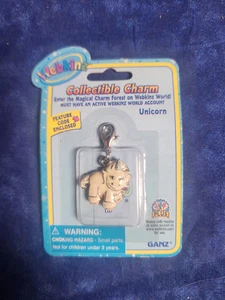 Webkinz
Collectible Charm
Enter the Magical Charm Forest on Webkinz World!
MUST HAVE AN ACTIVE WEBKINZ WORLD ACCOUNT
Unicorn
FEATURE
CODE
ENCLOSED
PLUS
WARNING:
CHOKING HAZARD - Small parts.
Not for children under 3 years.
GANZ